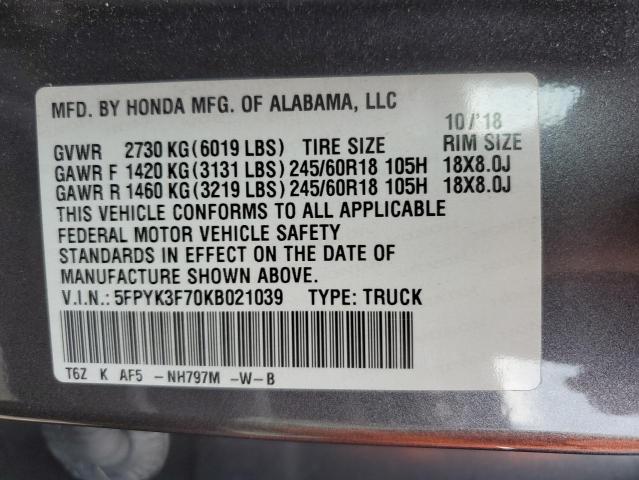 MFD. BY HONDA MFG. OF ALABAMA, LLC
10/'18
GVWR 2730 KG(6019 LBS) TIRE SIZE RIM SIZE
GAWR F 1420 KG(3131 LBS) 245/60R18 105H 18X8.0J
GAWR R 1460 KG(3219 LBS) 245/60R18 105H 18X8.0J
THIS VEHICLE CONFORMS TO ALL APPLICABLE
FEDERAL MOTOR VEHICLE SAFETY
STANDARDS IN EFFECT ON THE DATE OF
MANUFACTURE SHOWN ABOVE.
V.I.N.: 5FPYK3F70KB021039 TYPE: TRUCK
T6Z K AF5 -NH797M -W-B